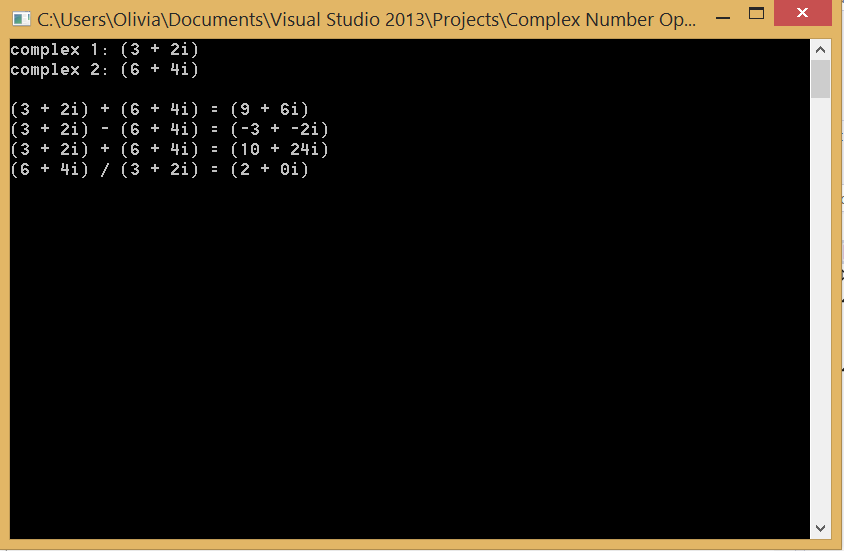 C:\Users\Olivia\Documents\Visual Studio 2013\Projects\Complex Number Op...
complex 1: (3 + 2i)
complex 2: (6 + 4i)
(3 + 2i) + (6 + 4i) = (9 + 6i)
(3 + 2i) - (6 + 4i) = (-3 + -2i)
(3 + 2i) + (6 + 4i) = (10 + 24i)
(6 + 4i) / (3 + 2i) = (2 + 0i)